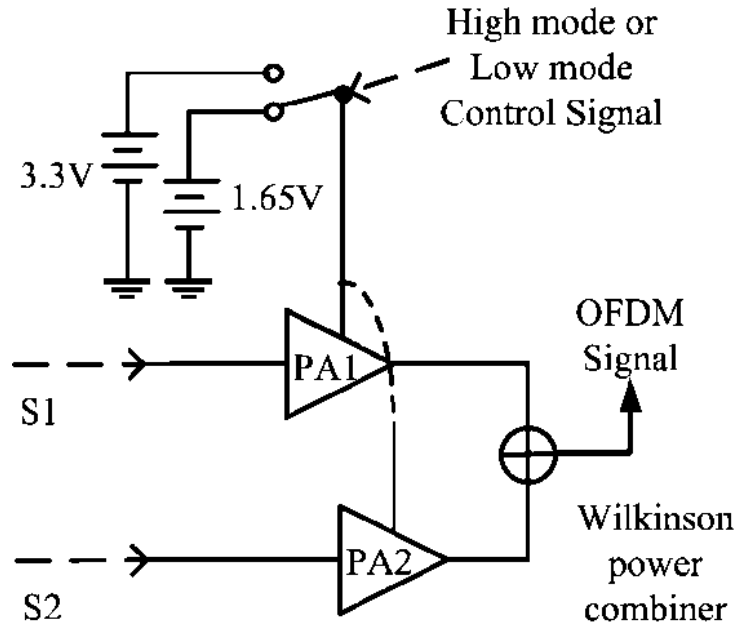 High mode or
Low mode
Control Signal
3.3V
1.65V
OFDM
Signal
PA1
S1
Wilkinson
power
combiner
PA2
S2